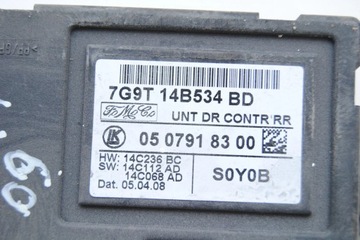 7G9T 14B534 BD
FoMoCo UNT DR CONTR RR
LK 05 0791 83 00
HW: 14C236 BC
SW: 14C112 AD
14C068 AD
Dat. 05.04.08
S0Y0B